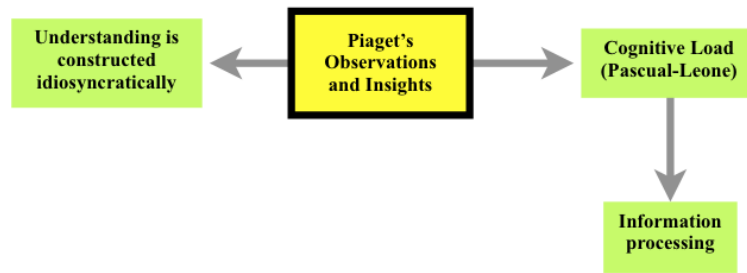 Understanding is
constructed
idiosyncratically
Piaget's
Observations
and Insights
Cognitive Load
(Pascual-Leone)
Information
processing